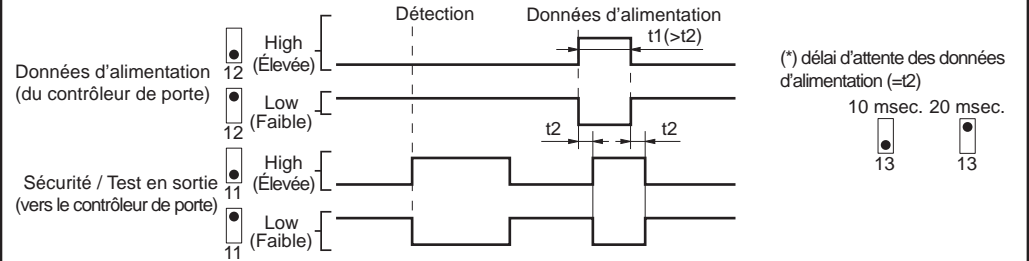 Détection
Données d'alimentation
High
(Élevée)
t1(>t2)
12
Données d'alimentation
(du contrôleur de porte)
Low
(Faible)
12
t2
t2
High
(Élevée)
11
Sécurité / Test en sortie
(vers le contrôleur de porte)
Low
(Faible)
11
(*) délai d'attente des données
d'alimentation (=t2)
10 msec. 20 msec.
13
13